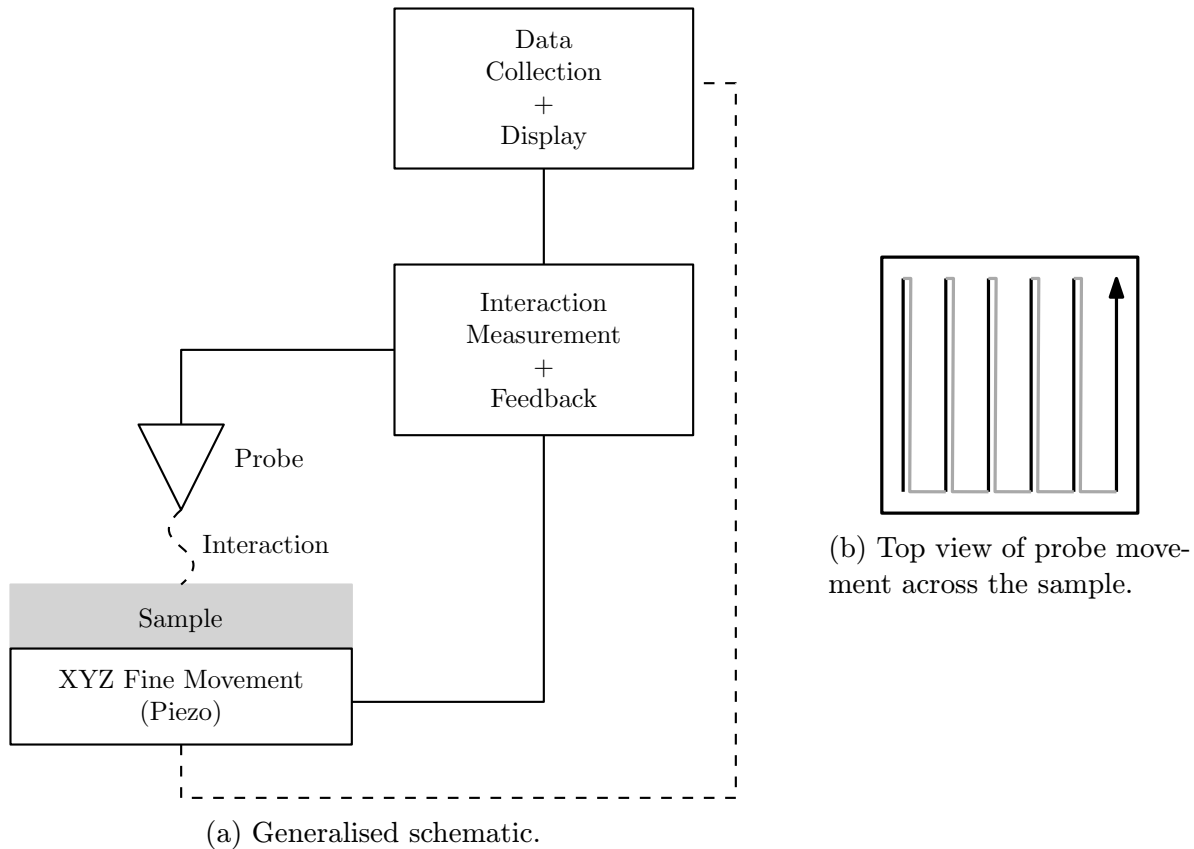 Data
Collection
+
Display
Interaction
Measurement
+
Feedback
Probe
Interaction
Sample
XYZ Fine Movement
(Piezo)
(a) Generalised schematic.
(b) Top view of probe move-
ment across the sample.